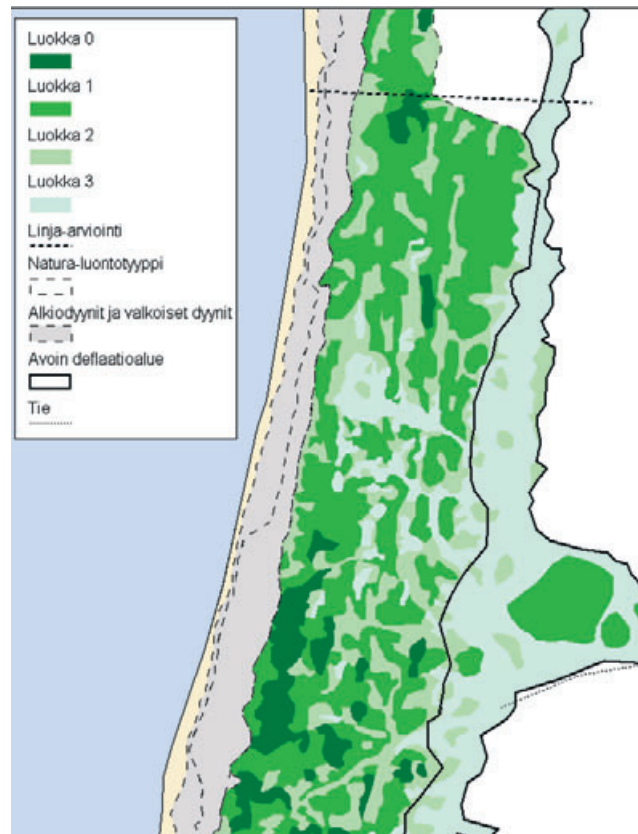 Luokka 0
Luokka 1
Luokka 2
Luokka 3
Linja-arviointi
Natura-luontotyyppi
Alkiodyynit ja valkoiset dyynit
Avoin deflaatioalue
Tie